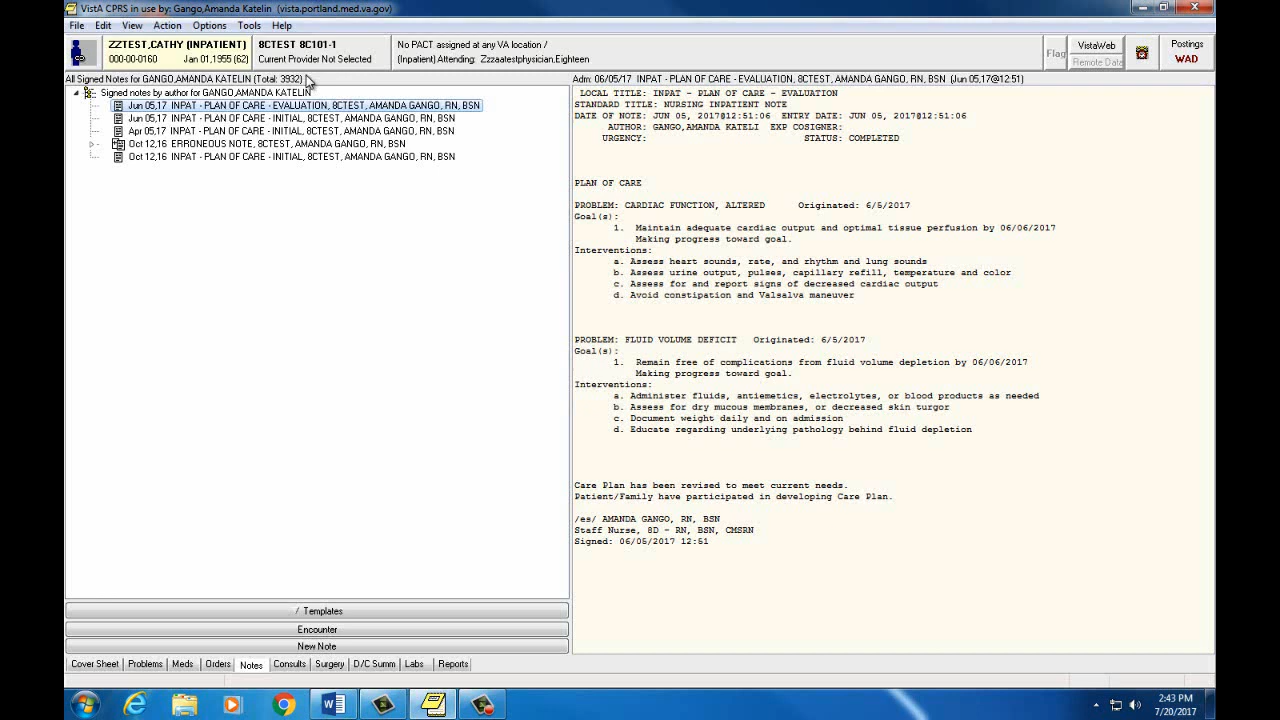 VistA CPRS in use by: Gango,Amanda Katelin (vista.portland.med.va.gov)
File Edit View Action Options Tools Help
ZZTEST,CATHY (INPATIENT)
000-00-0160 Jan 01,1955 (62)
8CTEST 8C101-1
Current Provider Not Selected
No PACT assigned at any VA location /
(Inpatient) Attending: Zzzaatestphysician,Eighteen
Flag
VistaWeb
Remote Data
Postings
WAD
All Signed Notes for GANGO,AMANDA KATELIN (Total: 3932)
Signed notes by author for GANGO,AMANDA KATELIN
Jun 05,17 INPAT - PLAN OF CARE - EVALUATION, 8CTEST, AMANDA GANGO, RN, BSN
Jun 05,17 INPAT - PLAN OF CARE - INITIAL, 8CTEST, AMANDA GANGO, RN, BSN
Apr 05,17 INPAT - PLAN OF CARE - INITIAL, 8CTEST, AMANDA GANGO, RN, BSN
Oct 12,16 ERRONEOUS NOTE, 8CTEST, AMANDA GANGO, RN, BSN
Oct 12,16 INPAT - PLAN OF CARE - INITIAL, 8CTEST, AMANDA GANGO, RN, BSN
/ Templates
Encounter
New Note
Adm: 06/05/17 INPAT - PLAN OF CARE - EVALUATION, 8CTEST, AMANDA GANGO, RN, BSN (Jun 05,17@12:51)
LOCAL TITLE: INPAT - PLAN OF CARE - EVALUATION
STANDARD TITLE: NURSING INPATIENT NOTE
DATE OF NOTE: JUN 05, 2017@12:51:06 ENTRY DATE: JUN 05, 2017@12:51:06
AUTHOR: GANGO,AMANDA KATELI EXP COSIGNER:
URGENCY: STATUS: COMPLETED
PLAN OF CARE
PROBLEM: CARDIAC FUNCTION, ALTERED Originated: 6/5/2017
Goal(s):
1. Maintain adequate cardiac output and optimal tissue perfusion by 06/06/2017
Making progress toward goal.
Interventions:
a. Assess heart sounds, rate, and rhythm and lung sounds
b. Assess urine output, pulses, capillary refill, temperature and color
c. Assess for and report signs of decreased cardiac output
d. Avoid constipation and Valsalva maneuver
PROBLEM: FLUID VOLUME DEFICIT Originated: 6/5/2017
Goal(s):
1. Remain free of complications from fluid volume depletion by 06/06/2017
Making progress toward goal.
Interventions:
a. Administer fluids, antiemetics, electrolytes, or blood products as needed
b. Assess for dry mucous membranes, or decreased skin turgor
c. Document weight daily and on admission
d. Educate regarding underlying pathology behind fluid depletion
Care Plan has been revised to meet current needs.
Patient/Family have participated in developing Care Plan.
/es/ AMANDA GANGO, RN, BSN
Staff Nurse, 8D - RN, BSN, CMSRN
Signed: 06/05/2017 12:51
Cover Sheet Problems Meds Orders Notes Consults Surgery D/C Summ Labs Reports
2:43 PM
7/20/2017